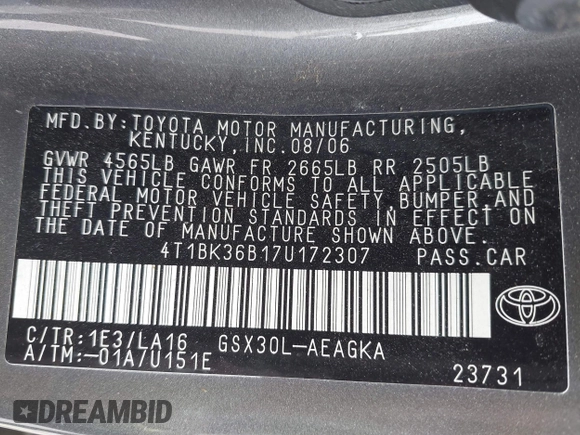 MFD.BY:TOYOTA MOTOR MANUFACTURING,
KENTUCKY,INC.08/06
GVWR 4565LB GAWR FR 2665LB RR 2505LB
THIS VEHICLE CONFORMS TO ALL APPLICABLE
FEDERAL MOTOR VEHICLE SAFETY,BUMPER,AND
THEFT PREVENTION STANDARDS IN EFFECT ON
THE DATE OF MANUFACTURE SHOWN ABOVE.
4T1BK36B17U172307 PASS.CAR
C/TR:1E3/LA16 GSX30L-AEAGKA
A/TM:-01A/U151E
23731
DREAMBID